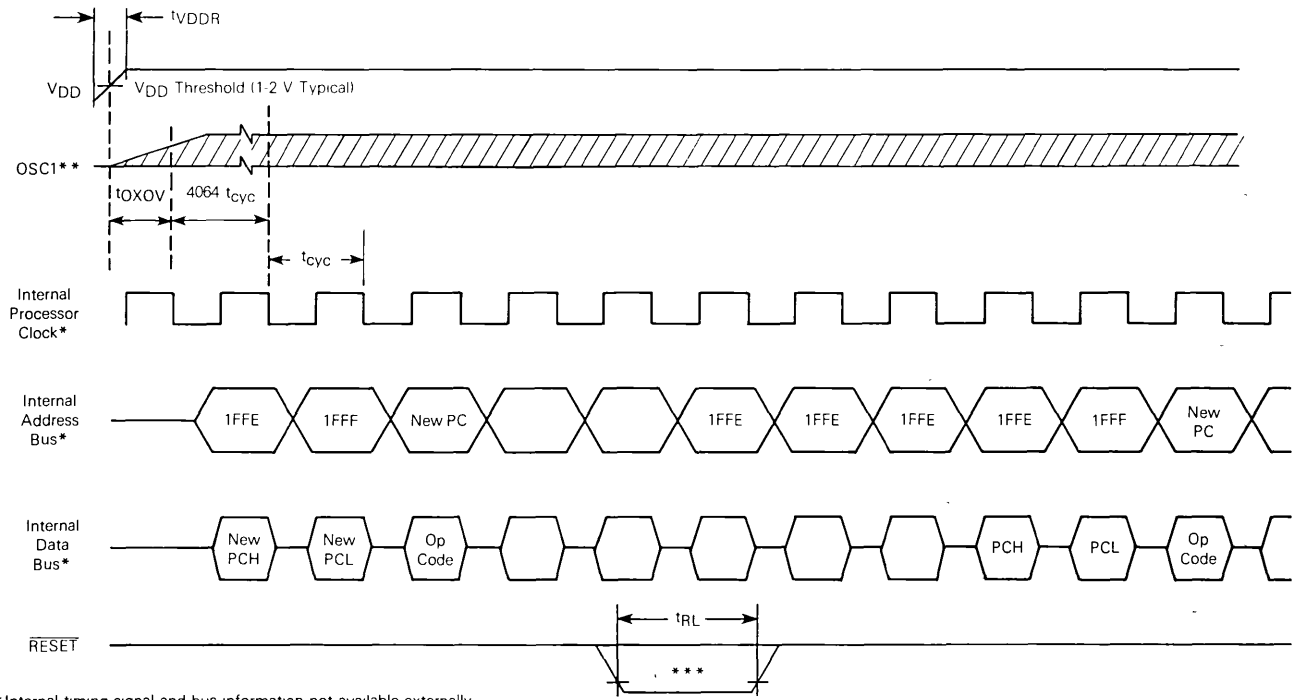 tVDDR
VDD
VDD Threshold (1-2 V Typical)
OSC1**
tOXOV
4064 tcyc
tcyc
Internal
Processor
Clock*
Internal
Address
Bus*
1FFE
1FFF
New PC
1FFE
1FFE
1FFE
1FFE
1FFF
New
PC
Internal
Data
Bus*
New
PCH
New
PCL
Op
Code
PCH
PCL
Op
Code
tRL
RESET
***
*Internal timing signal and bus information not available externally